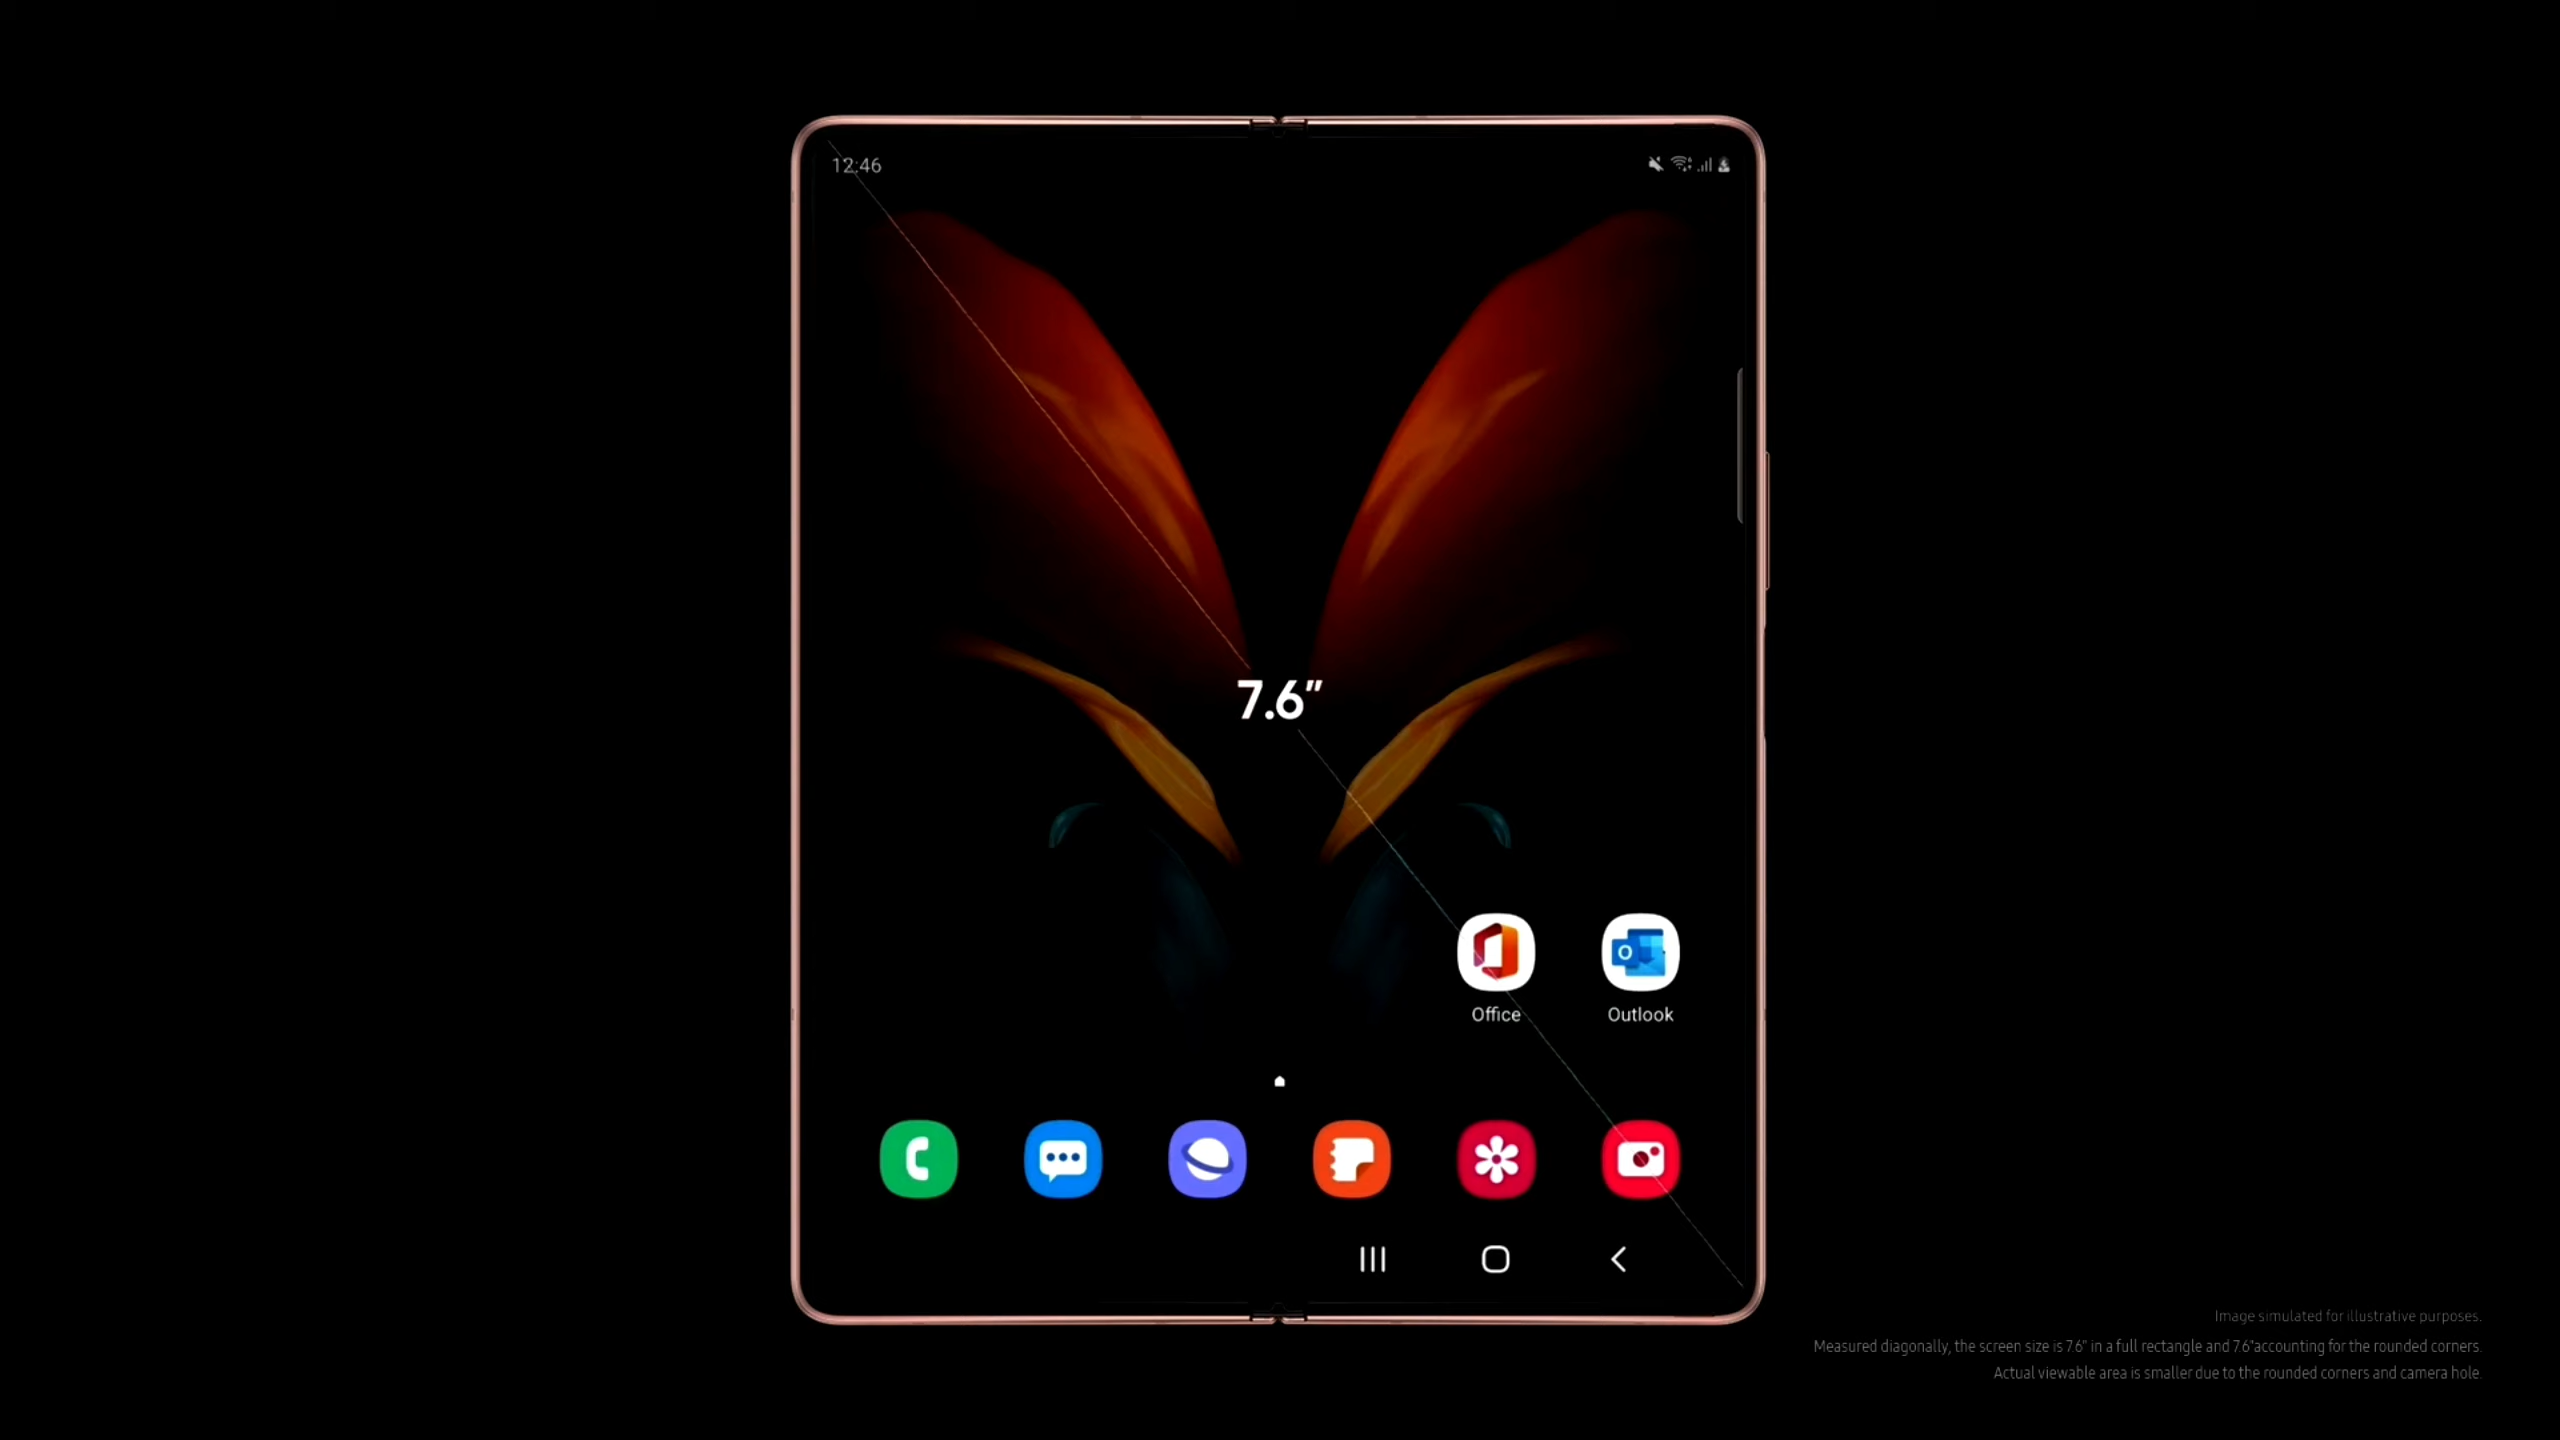 12:46
7.6"
Office
Outlook
Image simulated for illustrative purposes.
Measured diagonally, the screen size is 7.6" in a full rectangle and 7.6"accounting for the rounded corners.
Actual viewable area is smaller due to the rounded corners and camera hole.